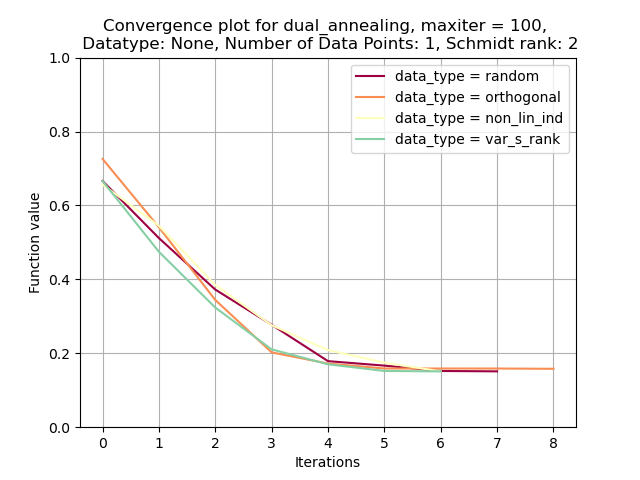 Convergence plot for dual_annealing, maxiter = 100,
Datatype: None, Number of Data Points: 1, Schmidt rank: 2
1.0
0.8
0.6
0.4
0.2
0.0
Function value
data_type = random
data_type = orthogonal
data_type = non_lin_ind
data_type = var_s_rank
0 1 2 3 4 5 6 7 8
Iterations